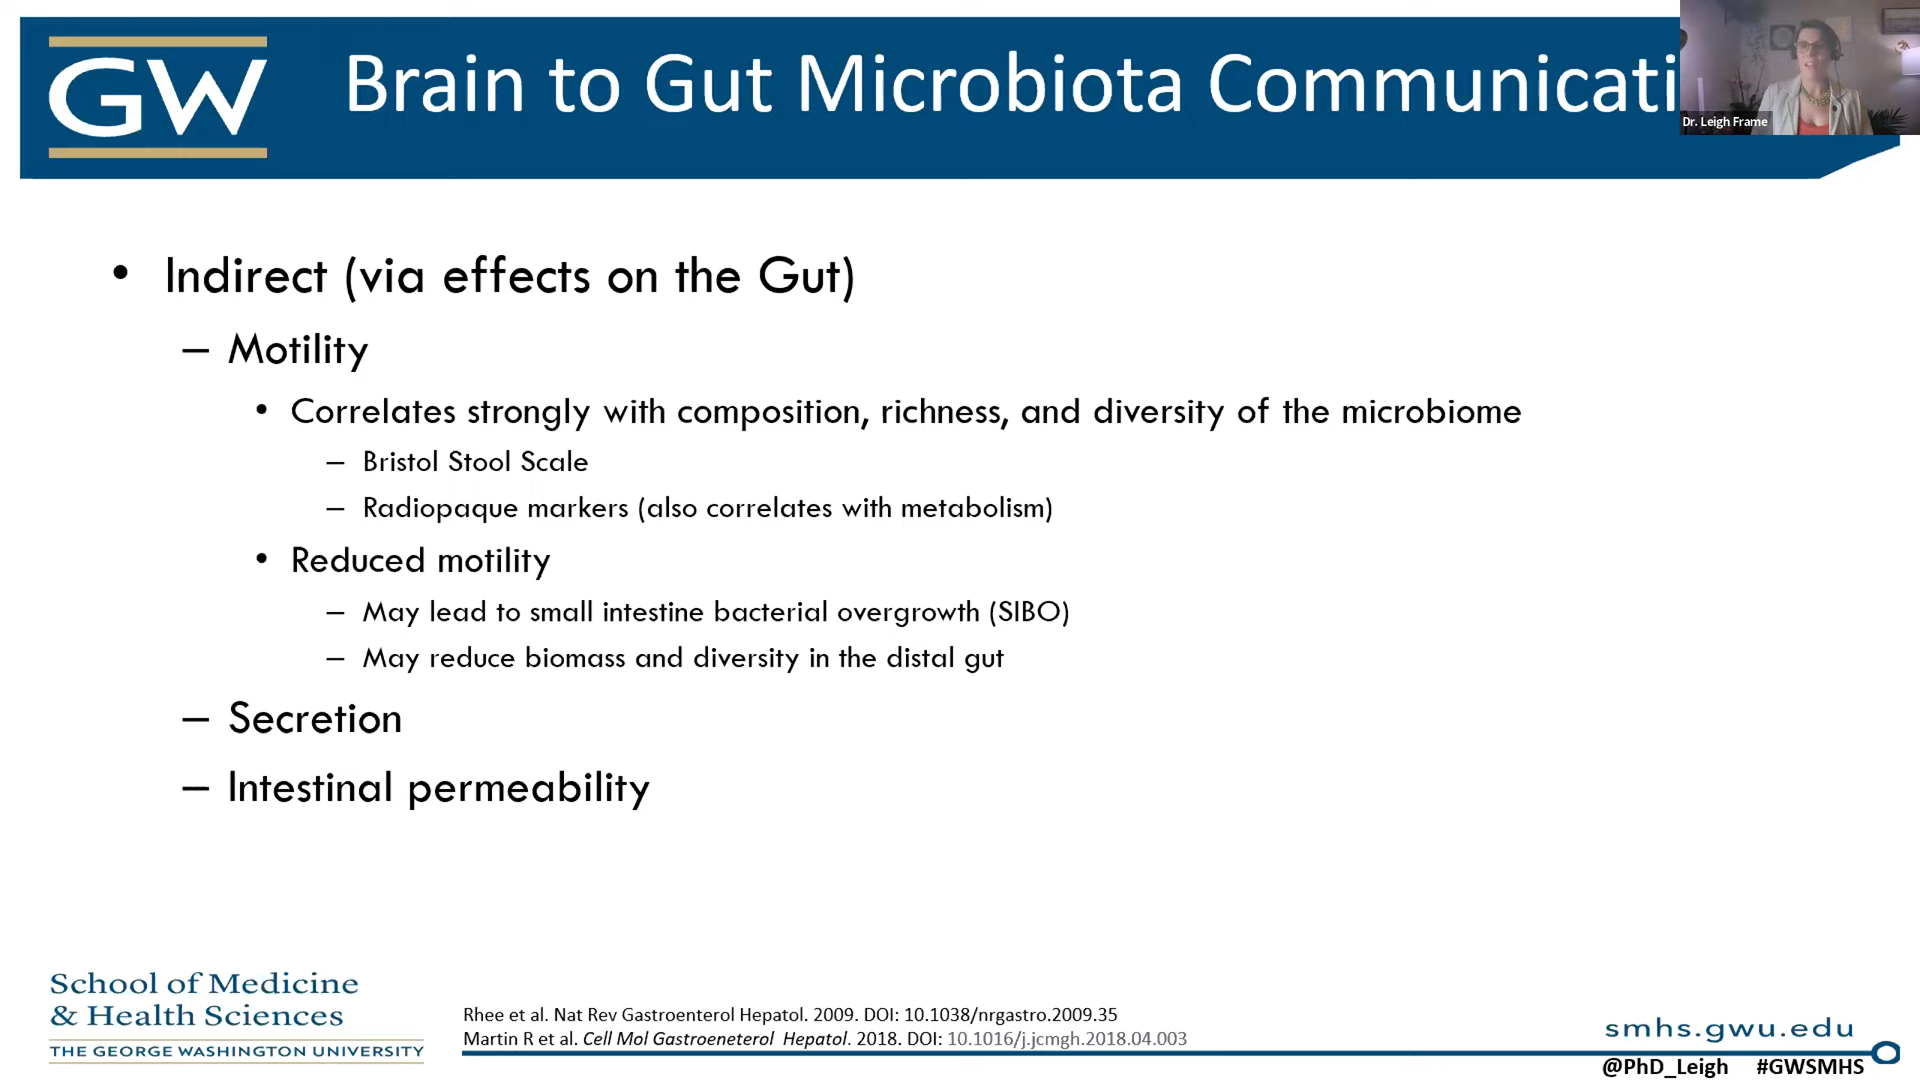 GW
Brain to Gut Microbiota Communicati
Dr. Leigh Frame
• Indirect (via effects on the Gut)
– Motility
• Correlates strongly with composition, richness, and diversity of the microbiome
– Bristol Stool Scale
– Radiopaque markers (also correlates with metabolism)
• Reduced motility
– May lead to small intestine bacterial overgrowth (SIBO)
– May reduce biomass and diversity in the distal gut
– Secretion
– Intestinal permeability
School of Medicine
& Health Sciences
THE GEORGE WASHINGTON UNIVERSITY
Rhee et al. Nat Rev Gastroenterol Hepatol. 2009. DOI: 10.1038/nrgastro.2009.35
Martin R et al. Cell Mol Gastroeneterol Hepatol. 2018. DOI: 10.1016/j.jcmgh.2018.04.003
smhs.gwu.edu
@PhD_Leigh #GWSMHS